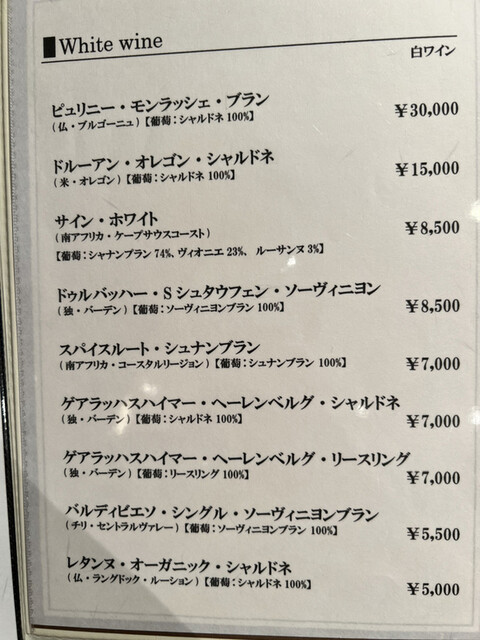 White wine
白ワイン
ピュリニー・モンラッシェ・ブラン ¥30,000
(仏・ブルゴーニュ)【葡萄:シャルドネ 100%】
ドルーアン・オレゴン・シャルドネ ¥15,000
(米・オレゴン)【葡萄:シャルドネ 100%】
サイン・ホワイト ¥8,500
(南アフリカ・ケープサウスコースト)
【葡萄:シャナンブラン 74%、ヴィオニエ 23%、ルーサンヌ 3%】
ドゥルバッハー・Sシュタウフェン・ソーヴィニヨン ¥8,500
(独・バーデン)【葡萄:ソーヴィニヨンブラン 100%】
スパイスルート・シュナンブラン ¥7,000
(南アフリカ・コースタルリージョン)【葡萄:シュナンブラン 100%】
ゲアラッハスハイマー・ヘーレンベルグ・シャルドネ ¥7,000
(独・バーデン)【葡萄:シャルドネ 100%】
ゲアラッハスハイマー・ヘーレンベルグ・リースリング ¥7,000
(独・バーデン)【葡萄:リースリング 100%】
バルディビエソ・シングル・ソーヴィニヨンブラン ¥5,500
(チリ・セントラルヴァレー)【葡萄:ソーヴィニヨンブラン 100%】
レタンヌ・オーガニック・シャルドネ ¥5,000
(仏・ラングドック・ルーション)【葡萄:シャルドネ 100%】